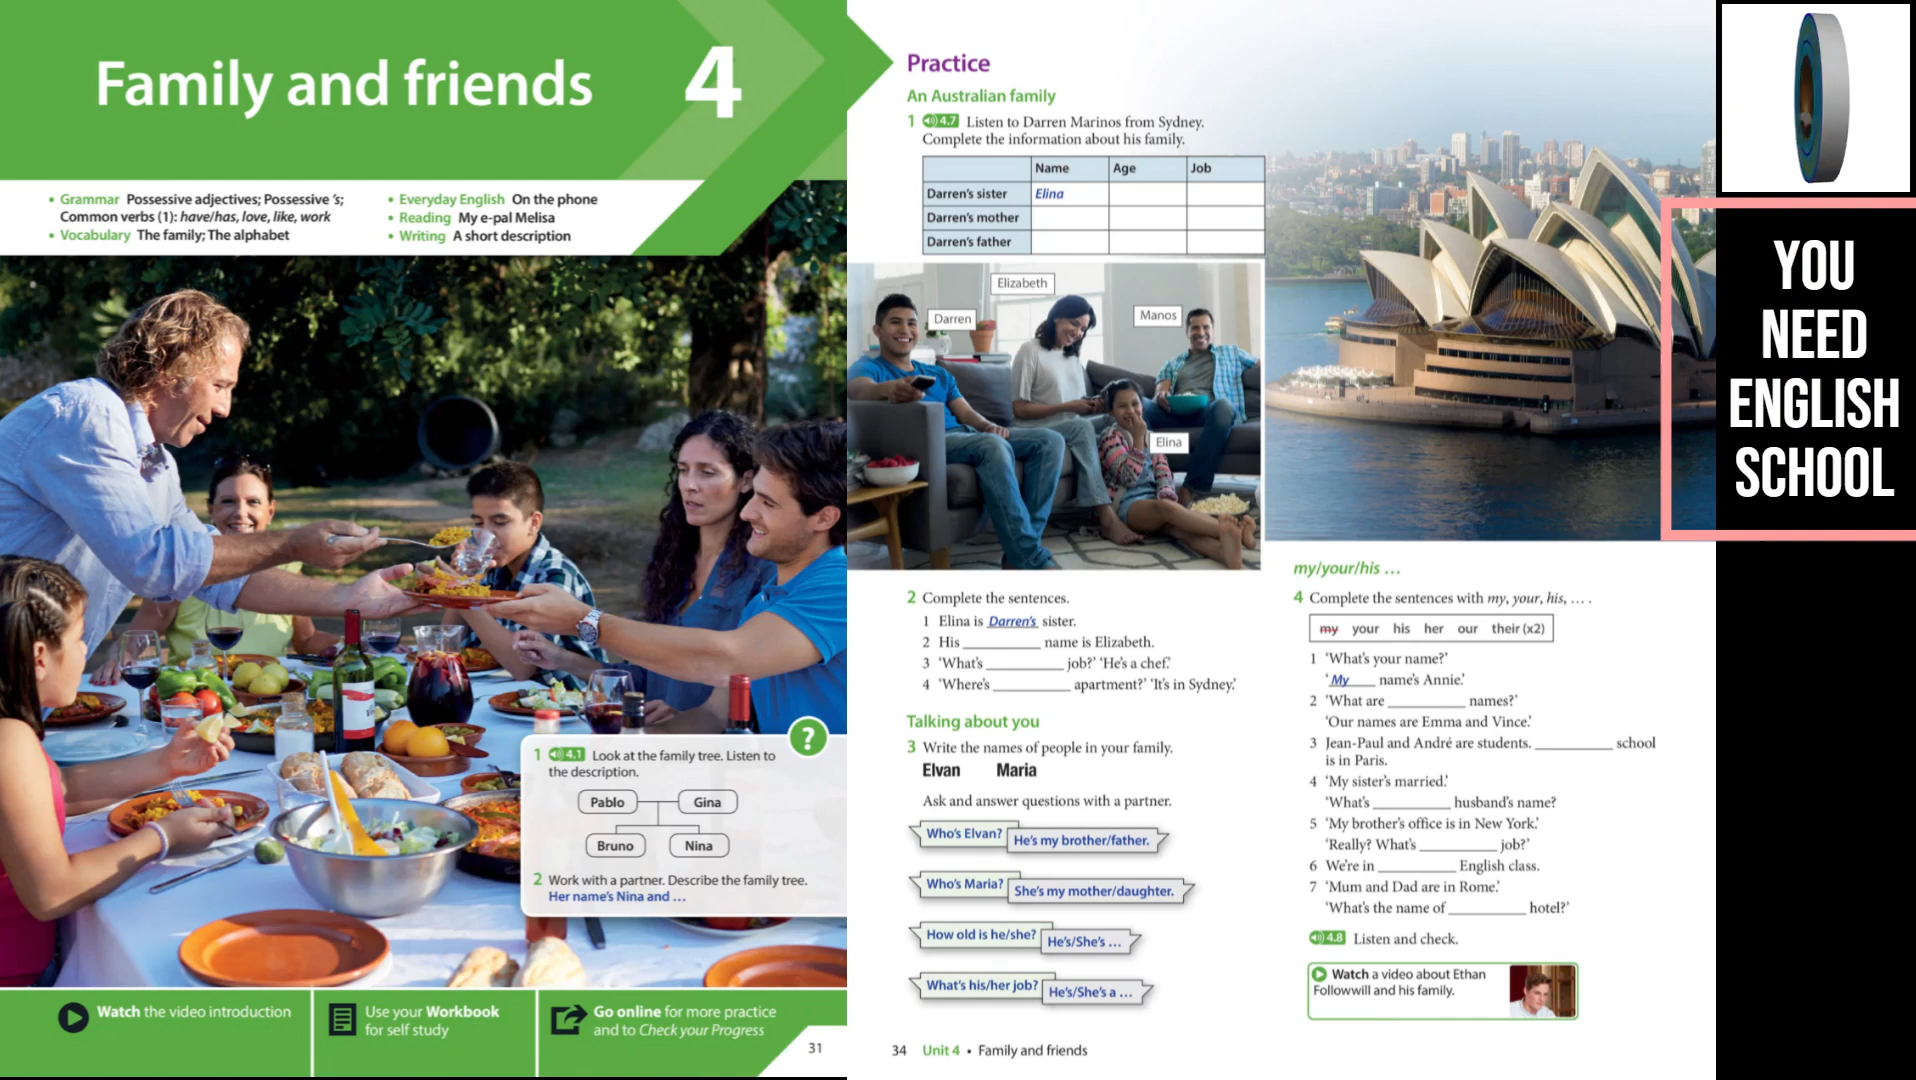 Family and friends
4
• Grammar Possessive adjectives; Possessive ’s;
Common verbs (1): have/has, love, like, work
• Vocabulary The family; The alphabet
• Everyday English On the phone
• Reading My e-pal Melisa
• Writing A short description
?
1 4.1 Look at the family tree. Listen to
the description.
Pablo
Gina
Bruno
Nina
2 Work with a partner. Describe the family tree.
Her name’s Nina and …
Watch the video introduction
Use your Workbook
for self study
Go online for more practice
and to Check your Progress
31
Practice
An Australian family
1 4.7 Listen to Darren Marinos from Sydney.
Complete the information about his family.
Name Age Job
Darren’s sister Elina
Darren’s mother
Darren’s father
Elizabeth
Darren
Manos
Elina
2 Complete the sentences.
1 Elina is Darren’s sister.
2 His __________ name is Elizabeth.
3 ‘What’s __________ job?’ ‘He’s a chef.’
4 ‘Where’s __________ apartment?’ ‘It’s in Sydney.’
Talking about you
3 Write the names of people in your family.
Elvan Maria
Ask and answer questions with a partner.
Who’s Elvan?
He’s my brother/father.
Who’s Maria?
She’s my mother/daughter.
How old is he/she?
He’s/She’s …
What’s his/her job?
He’s/She’s a …
34 Unit 4 • Family and friends
my/your/his …
4 Complete the sentences with my, your, his, … .
my your his her our their (x2)
1 ‘What’s your name?’
‘ My name’s Annie.’
2 ‘What are __________ names?’
‘Our names are Emma and Vince.’
3 Jean-Paul and André are students. __________ school
is in Paris.
4 ‘My sister’s married.’
‘What’s __________ husband’s name?
5 ‘My brother’s office is in New York.’
‘Really? What’s __________ job?’
6 We’re in __________ English class.
7 ‘Mum and Dad are in Rome.’
‘What’s the name of __________ hotel?’
4.8 Listen and check.
Watch a video about Ethan
Followwill and his family.
YOU
NEED
ENGLISH
SCHOOL